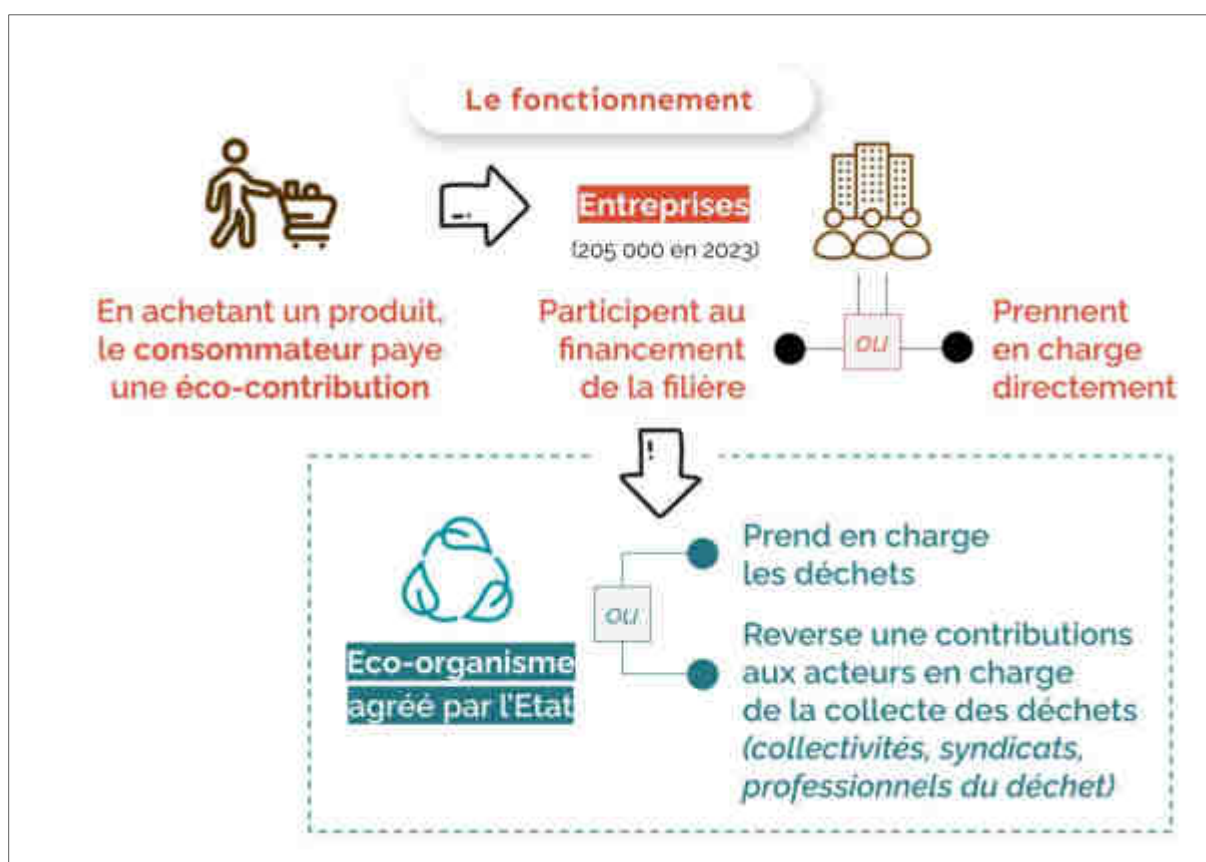 Le fonctionnement
En achetant un produit,
le consommateur paye
une éco-contribution
Entreprises
(205 000 en 2023)
Participent au
financement
de la filière
OU
Prennent
en charge
directement
Eco-organisme
agréé par l'Etat
OU
Prend en charge
les déchets
Reverse une contributions
aux acteurs en charge
de la collecte des déchets
(collectivités, syndicats,
professionnels du déchet)